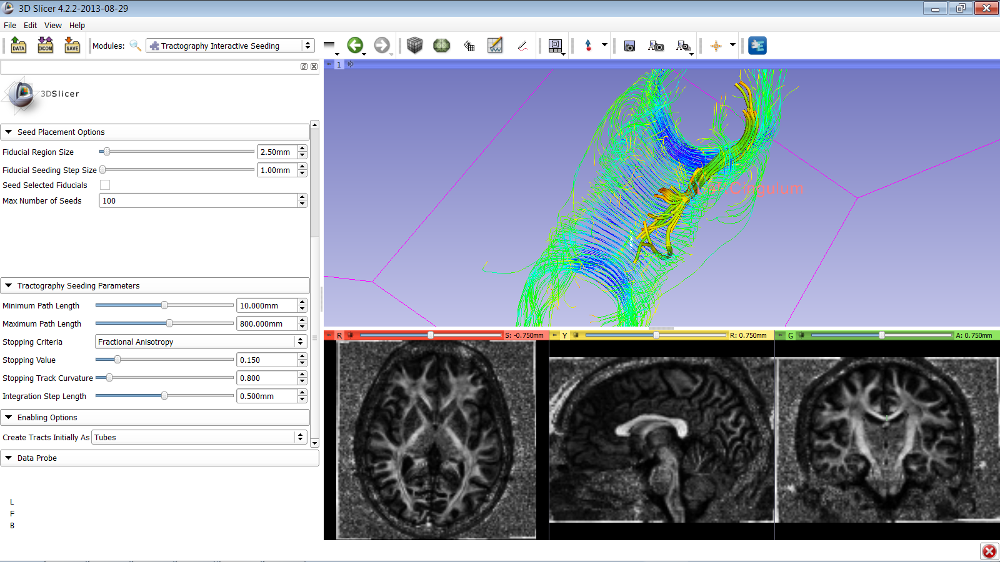 3D Slicer 4.2.2-2013-08-29
File Edit View Help
DATA DICOM SAVE Modules: Tractography Interactive Seeding
1
3DSlicer
Seed Placement Options
Fiducial Region Size 2.50mm
Fiducial Seeding Step Size 1.00mm
Seed Selected Fiducials
Max Number of Seeds 100
Cingulum
Tractography Seeding Parameters
Minimum Path Length 10.000mm
Maximum Path Length 800.000mm
Stopping Criteria Fractional Anisotropy
Stopping Value 0.150
Stopping Track Curvature 0.800
Integration Step Length 0.500mm
Enabling Options
Create Tracts Initially As Tubes
Data Probe
L
F
B
R S: -0.750mm
Y R: 0.750mm
G A: 0.750mm